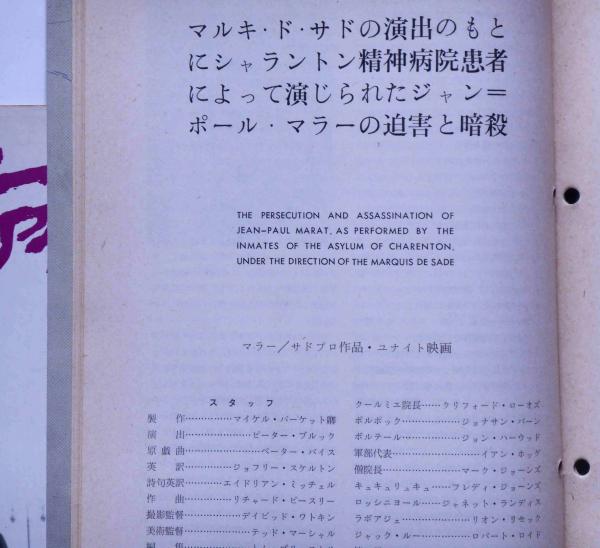 マルキ・ド・サドの演出のもと
にシャラントン精神病院患者
によって演じられたジャン＝
ポール・マラーの迫害と暗殺
THE PERSECUTION AND ASSASSINATION OF
JEAN-PAUL MARAT, AS PERFORMED BY THE
INMATES OF THE ASYLUM OF CHARENTON,
UNDER THE DIRECTION OF THE MARQUIS DE SADE
マラー／サドプロ作品・ユナイト映画
スタッフ
製作……………マイケル・バーケット卿
演出……………ピーター・ブルック
原戯曲……………ペーター・バイス
英訳……………ジョフリー・スケルトン
詩句英訳……エイドリアン・ミッチェル
作曲……………リチャード・ピースリー
撮影監督………デイビッド・ワトキン
美術監督…………テッド・マーシャル
クールミエ院長……クリフォード・ローオズ
ポルポック……………ジョナサン・バーン
ボルテール……………ジョン・ハーウッド
軍部代表…………………イアン・ホッグ
僧院長………………マーク・ジョーンズ
キュキュリュキュ……フレディ・ジョーンズ
ロッシニヨール……ジャネット・ランディス
ラボアジェ……………リオン・リセック
ジャック・ルー………ロバート・ロイド